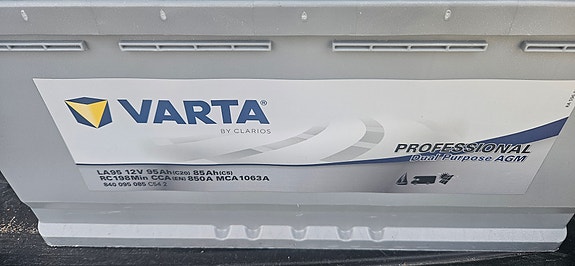 VARTA®
BY CLARIOS
PROFESSIONAL
Dual Purpose AGM
LA95 12V 95Ah(C20) 85Ah(C5)
RC198Min CCA(EN)850A MCA1063A
840 095 085 C54 2